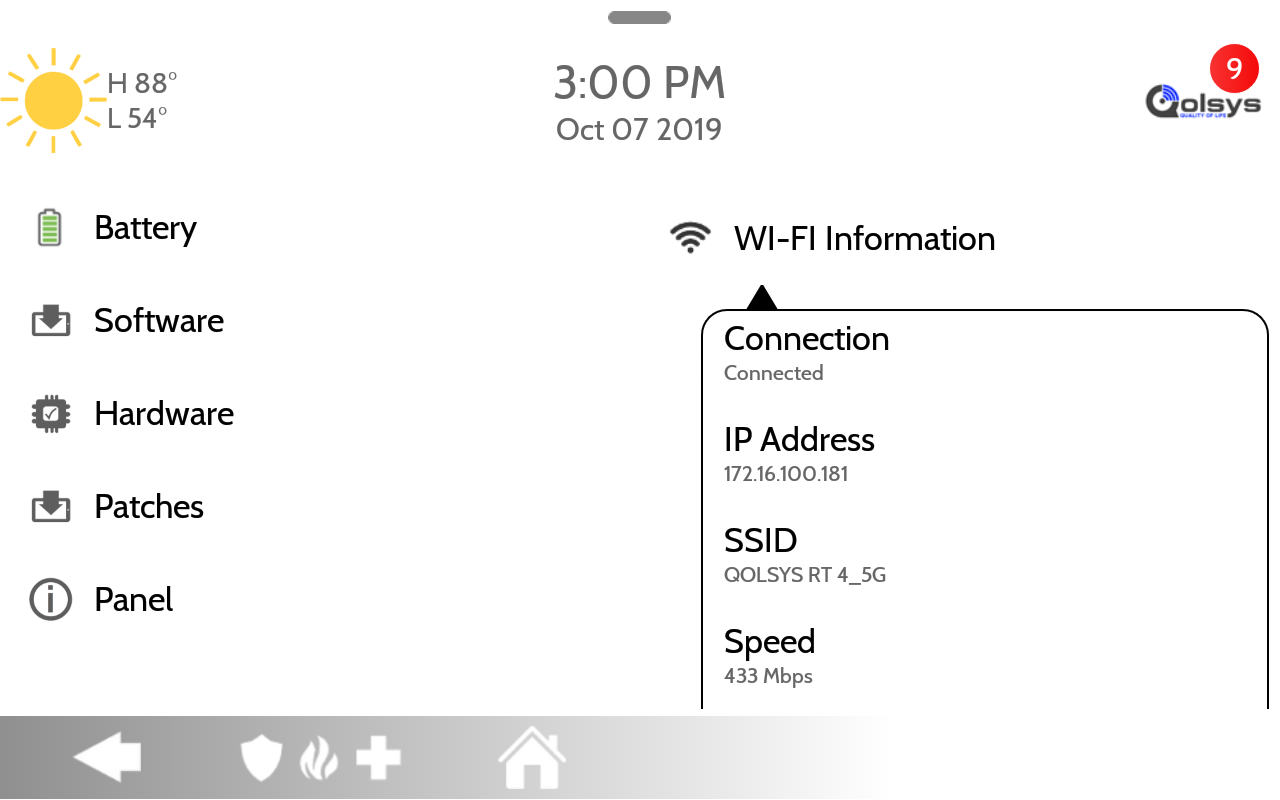 H 88°
L 54°
3:00 PM
Oct 07 2019
9
Qolsys
QUALITY OF LIFE
Battery
Software
Hardware
Patches
Panel
WI-FI Information
Connection
Connected
IP Address
172.16.100.181
SSID
QOLSYS RT 4_5G
Speed
433 Mbps